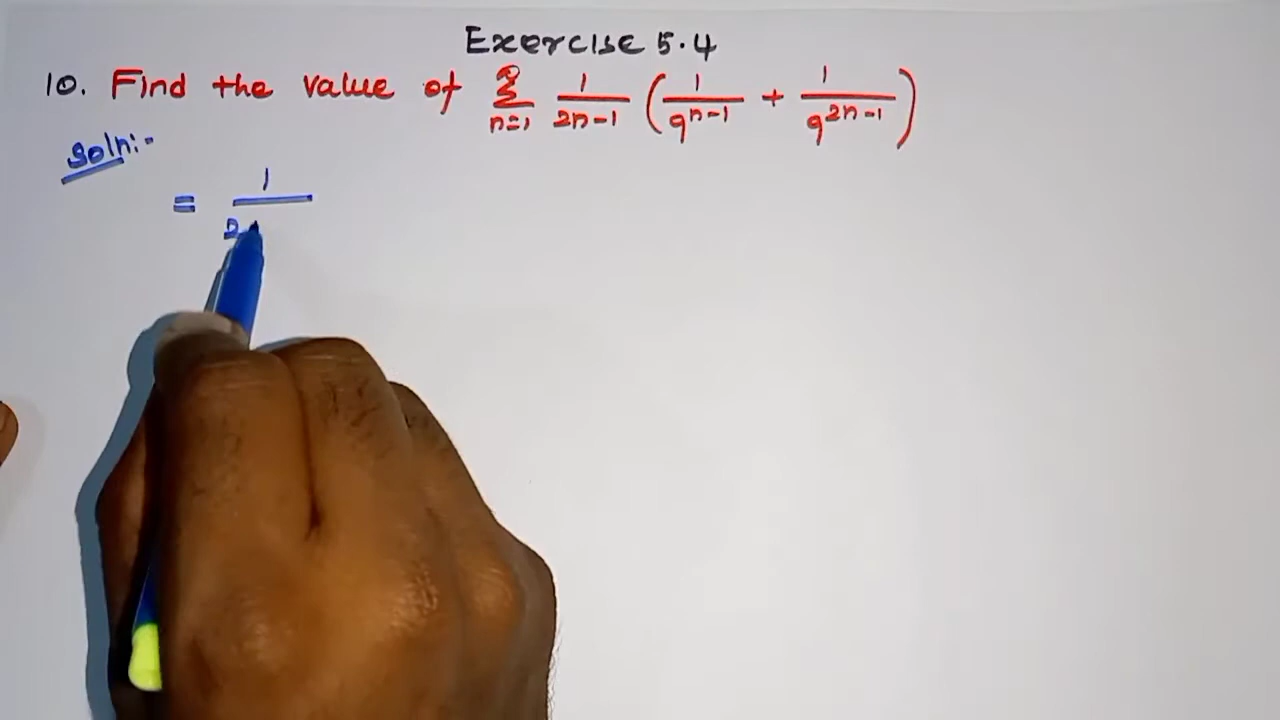 Exercise 5.4
10. Find the value of ∞ Σ n=1 1/(2n-1) (1/9^(n-1) + 1/9^(2n-1))
Soln:-
= 1/2